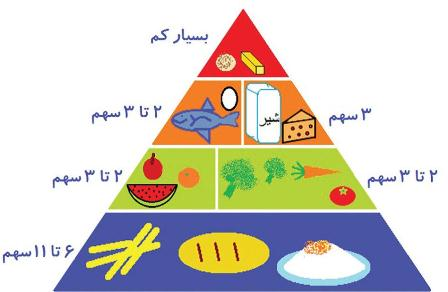 بسیار کم
۳ سهم
شیر
۲ تا ۳ سهم
۲ تا ۳ سهم
۲ تا ۳ سهم
۶ تا ۱۱ سهم